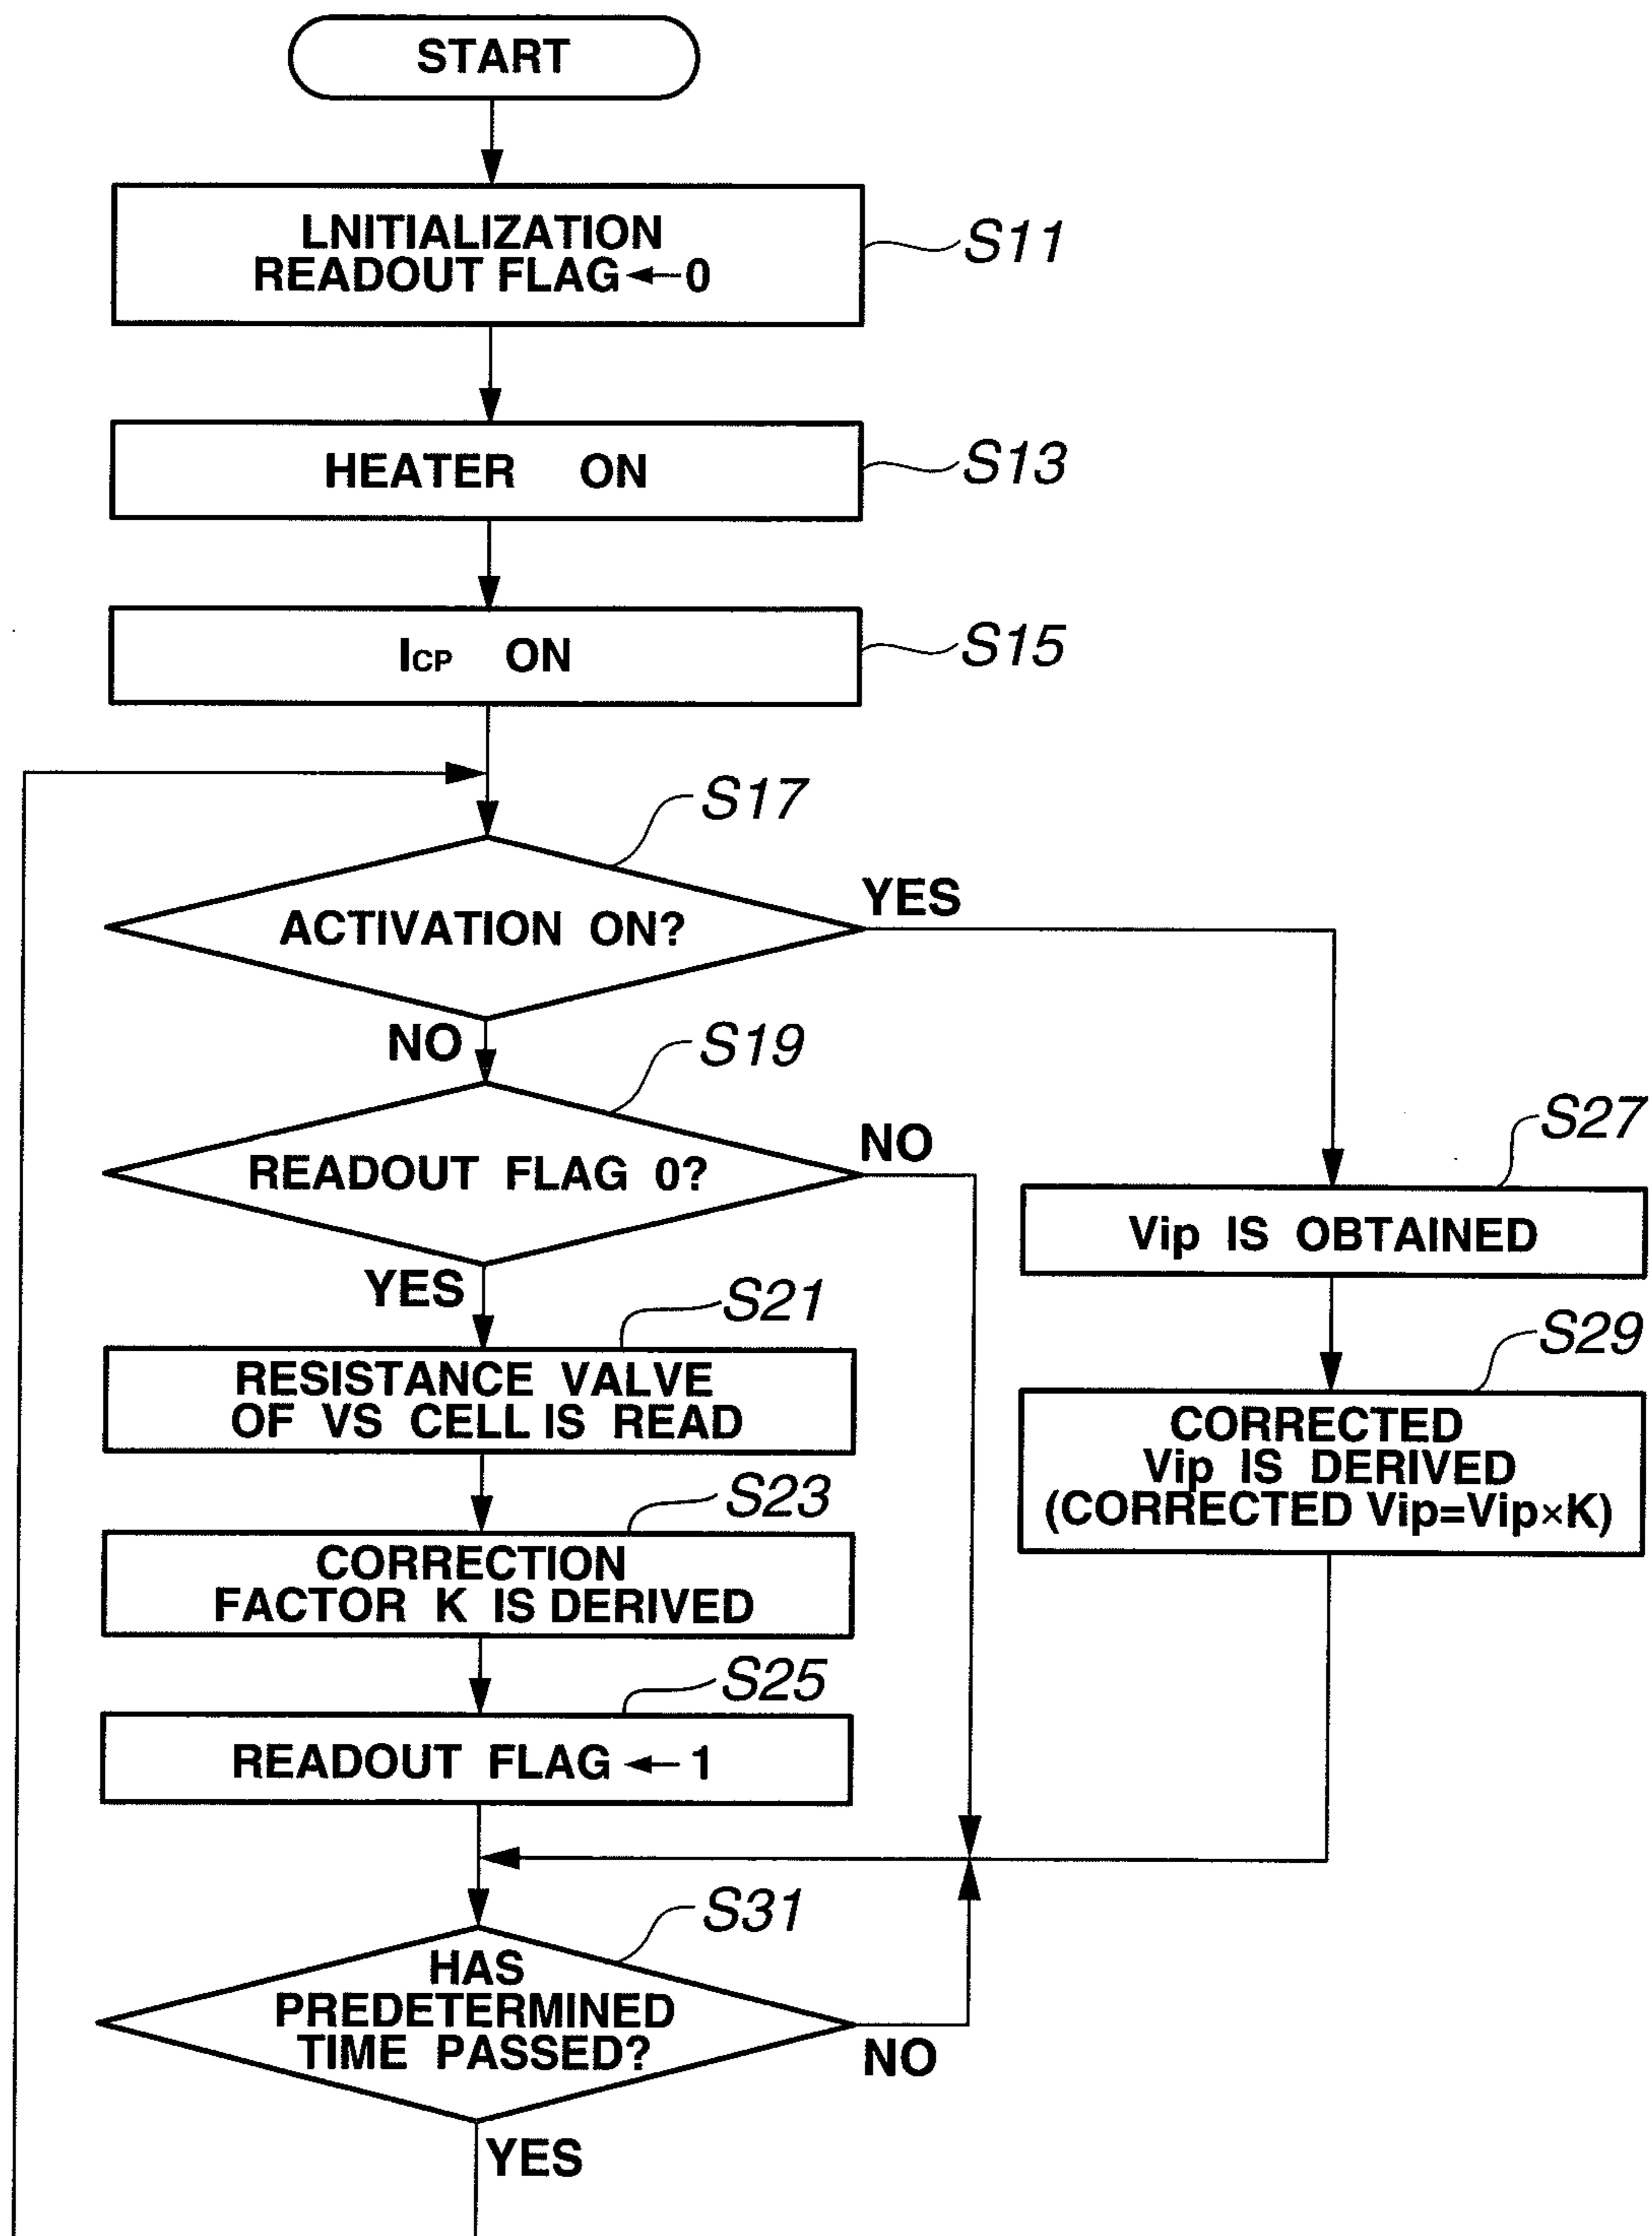 START
LNITIALIZATION
READOUT FLAG←0
S11
HEATER ON
S13
ICP ON
S15
S17
ACTIVATION ON?
YES
NO
S19
READOUT FLAG 0?
NO
YES
S27
Vip IS OBTAINED
S21
RESISTANCE VALVE
OF VS CELL IS READ
S29
CORRECTED
Vip IS DERIVED
(CORRECTED Vip=Vip×K)
S23
CORRECTION
FACTOR K IS DERIVED
S25
READOUT FLAG←1
S31
HAS
PREDETERMINED
TIME PASSED?
NO
YES